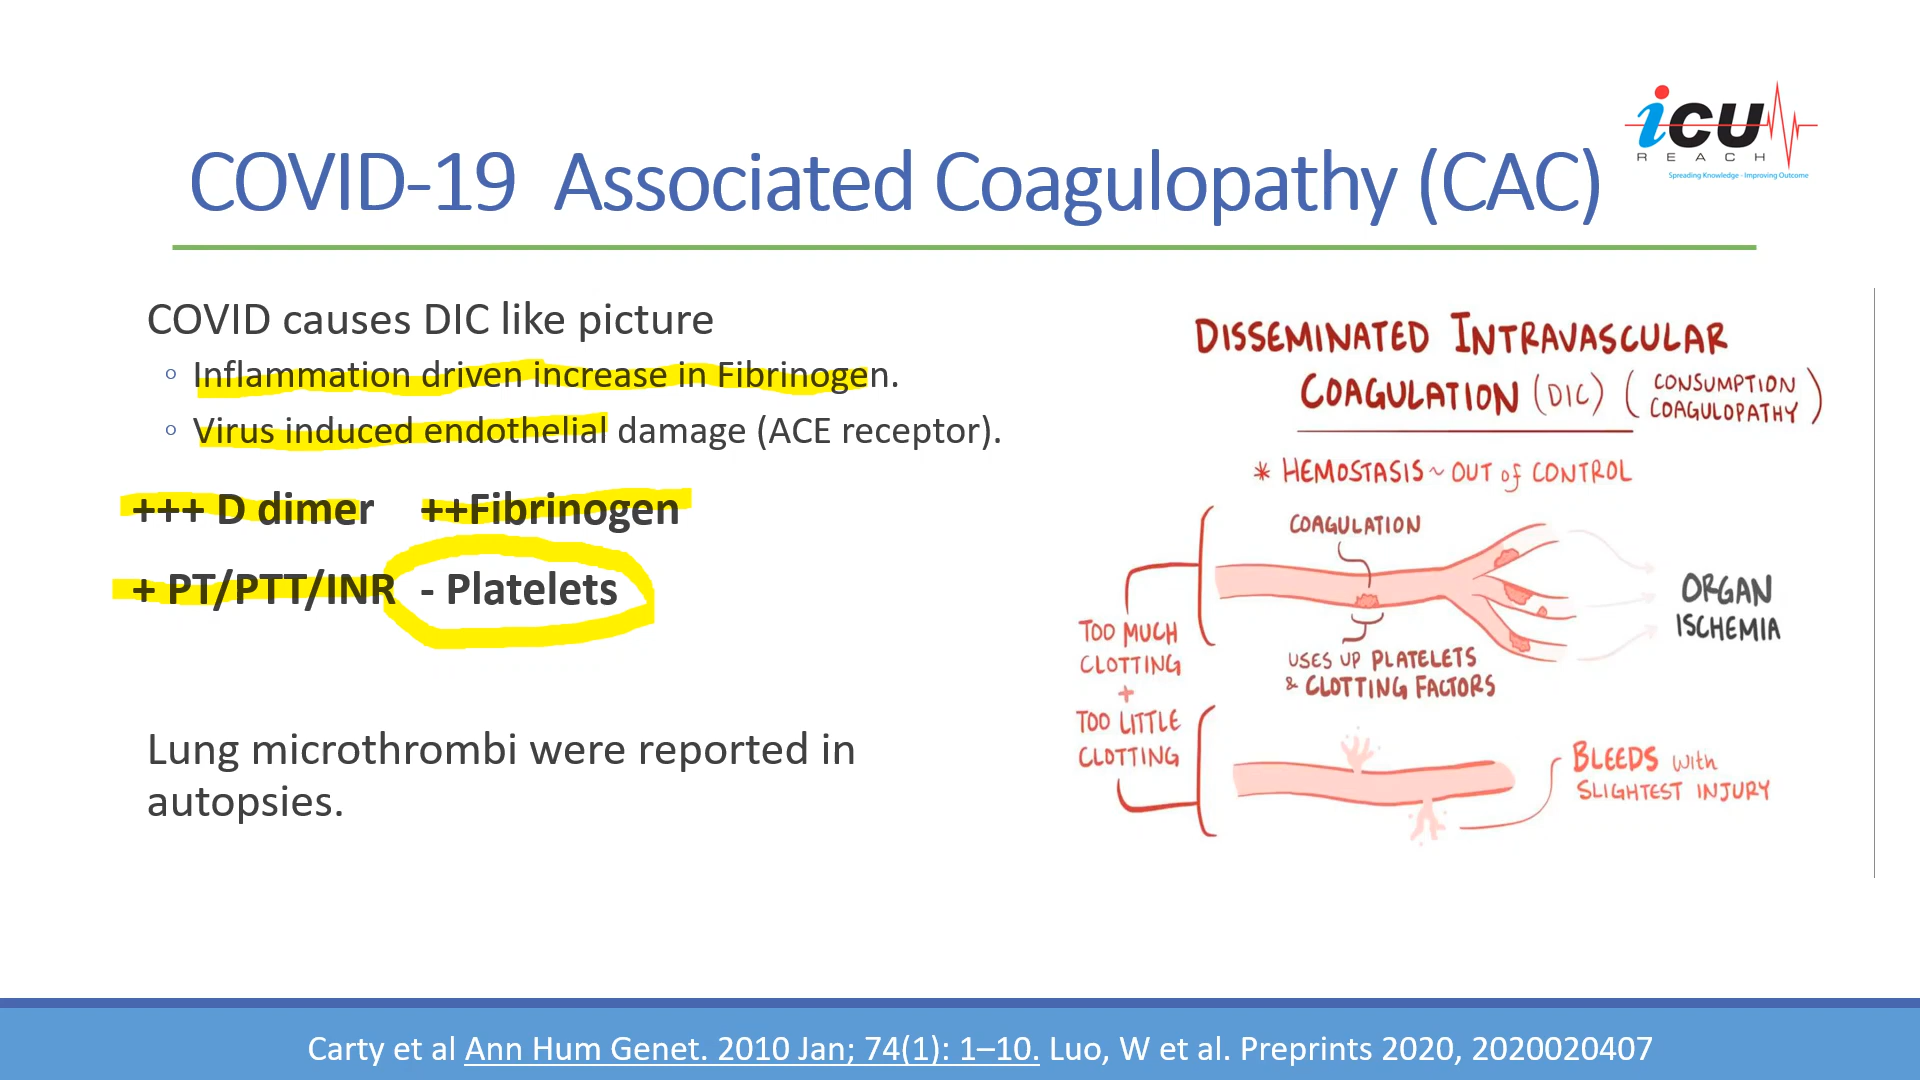 icu
REACH
Spreading Knowledge - Improving Outcome
COVID-19 Associated Coagulopathy (CAC)
COVID causes DIC like picture
Inflammation driven increase in Fibrinogen.
Virus induced endothelial damage (ACE receptor).
+++ D dimer ++Fibrinogen
+ PT/PTT/INR - Platelets
Lung microthrombi were reported in
autopsies.
DISSEMINATED INTRAVASCULAR
COAGULATION (DIC) (CONSUMPTION
COAGULOPATHY)
* HEMOSTASIS ~ OUT of CONTROL
COAGULATION
ORGAN
ISCHEMIA
TOO MUCH
CLOTTING
+
TOO LITTLE
CLOTTING
USES UP PLATELETS
& CLOTTING FACTORS
BLEEDS with
SLIGHTEST INJURY
Carty et al Ann Hum Genet. 2010 Jan; 74(1): 1–10. Luo, W et al. Preprints 2020, 2020020407